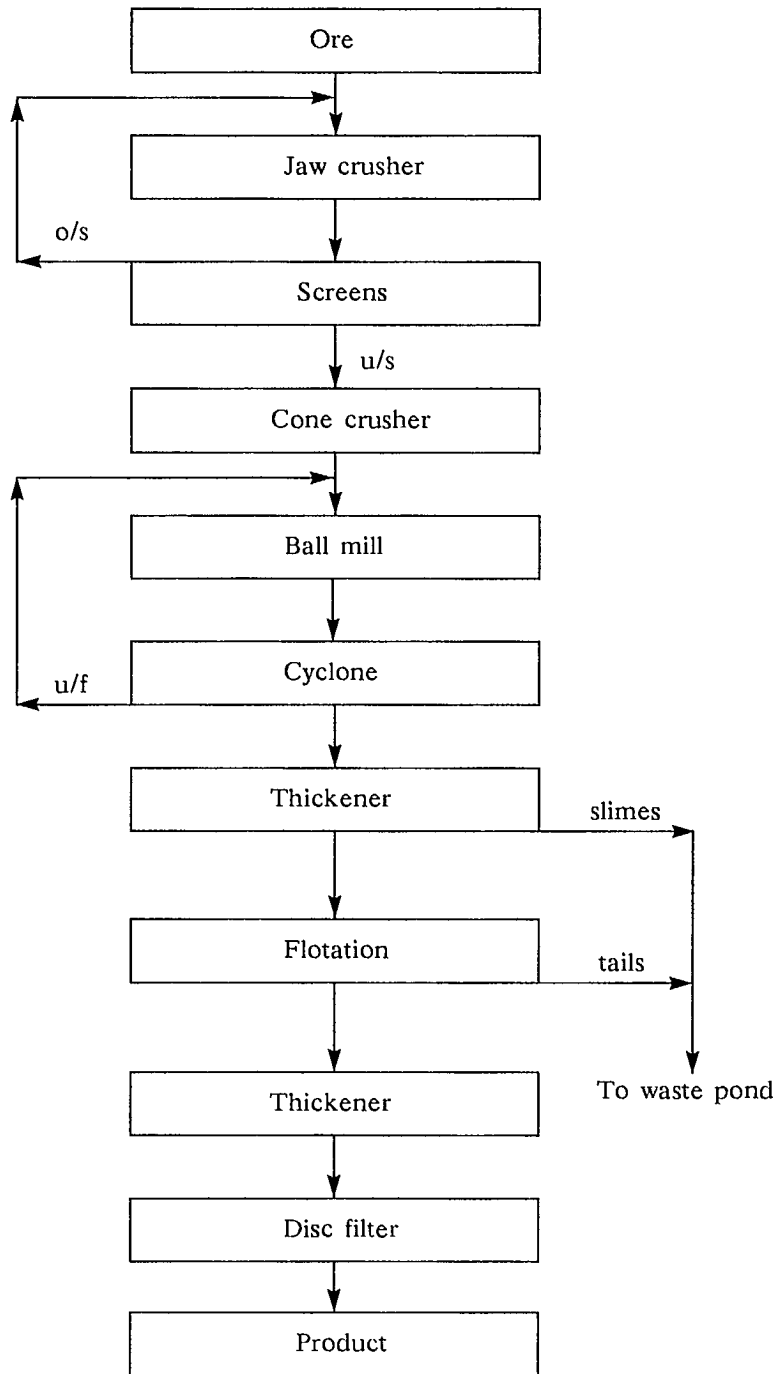 Ore
Jaw crusher
o/s
Screens
u/s
Cone crusher
Ball mill
Cyclone
u/f
Thickener
slimes
Flotation
tails
To waste pond
Thickener
Disc filter
Product